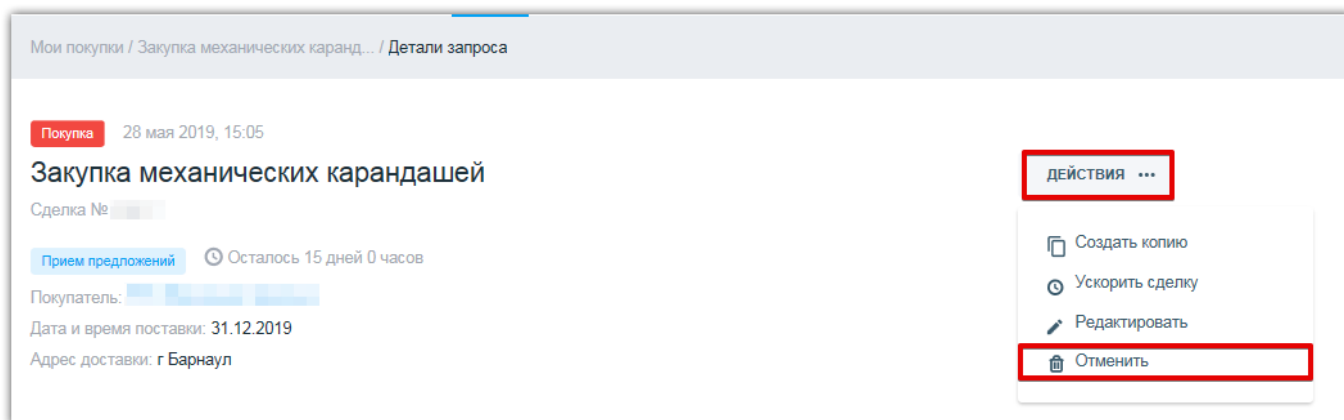 Мои покупки / Закупка механических каранд... / Детали запроса
Покупка 28 мая 2019, 15:05
Закупка механических карандашей
Сделка №
Прием предложений Осталось 15 дней 0 часов
Покупатель:
Дата и время поставки: 31.12.2019
Адрес доставки: г Барнаул
ДЕЙСТВИЯ ...
Создать копию
Ускорить сделку
Редактировать
Отменить